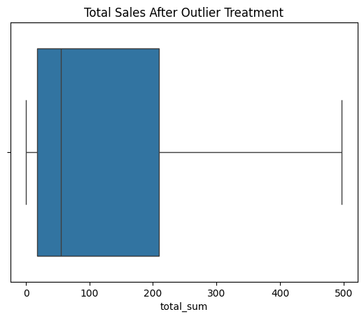 Total Sales After Outlier Treatment
0 100 200 300 400 500
total_sum